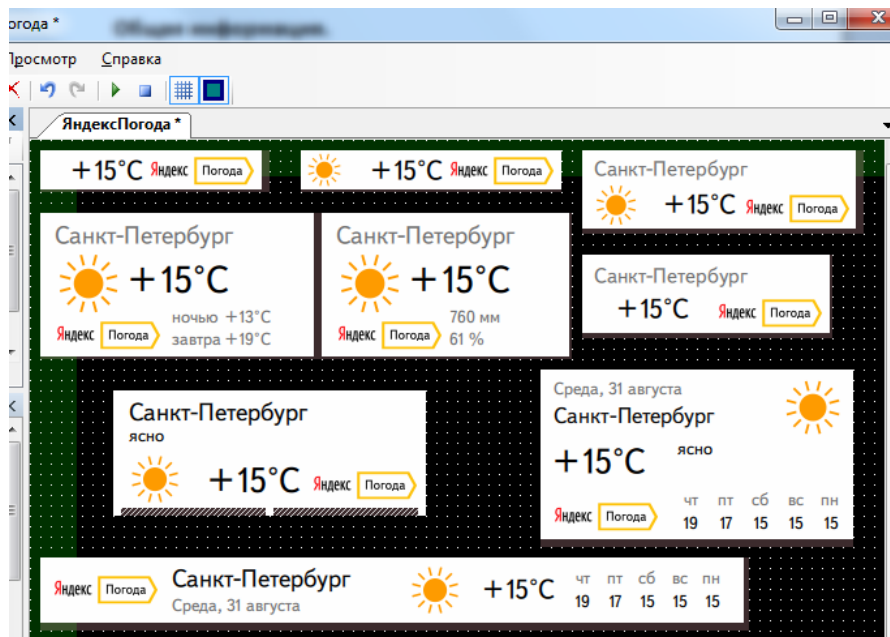 огода *
Общая информация.
Просмотр Справка
ЯндексПогода *
+15°C Яндекс Погода
+15°C Яндекс Погода
Санкт-Петербург
+15°C Яндекс Погода
Санкт-Петербург
+15°C
ночью +13°C
Яндекс Погода завтра +19°C
Санкт-Петербург
+15°C
760 мм
Яндекс Погода 61 %
Санкт-Петербург
+15°C Яндекс Погода
Санкт-Петербург
ясно
+15°C Яндекс Погода
Среда, 31 августа
Санкт-Петербург
+15°C ясно
чт пт сб вс пн
Яндекс Погода 19 17 15 15 15
Яндекс Погода Санкт-Петербург +15°C чт пт сб вс пн
Среда, 31 августа 19 17 15 15 15